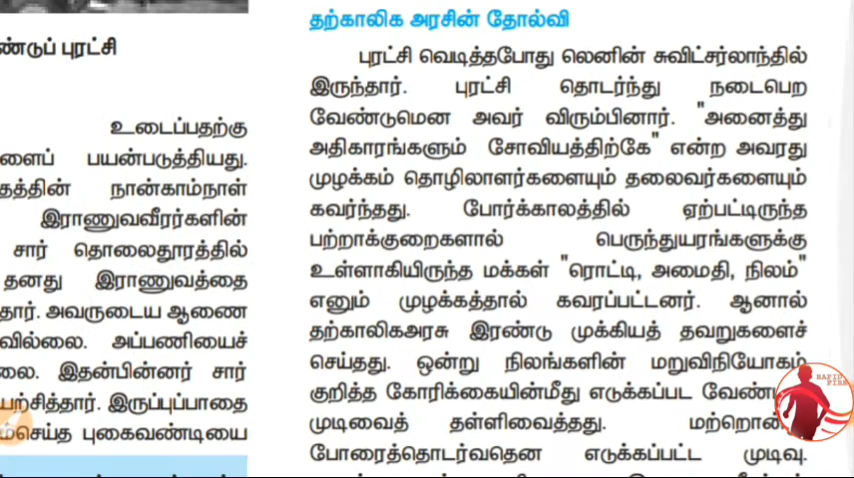 ண்டுப் புரட்சி
உடைப்பதற்கு
ளைப் பயன்படுத்தியது.
தத்தின் நான்காம்நாள்
இராணுவவீரர்களின்
சார் தொலைதூரத்தில்
தனது இராணுவத்தை
தார். அவருடைய ஆணை
வில்லை. அப்பணியைச்
லை. இதன்பின்னர் சார்
யற்சித்தார். இருப்புப்பாதை
செய்த புகைவண்டியை
தற்காலிக அரசின் தோல்வி
புரட்சி வெடித்தபோது லெனின் சுவிட்சர்லாந்தில்
இருந்தார். புரட்சி தொடர்ந்து நடைபெற
வேண்டுமென அவர் விரும்பினார். "அனைத்து
அதிகாரங்களும் சோவியத்திற்கே" என்ற அவரது
முழக்கம் தொழிலாளர்களையும் தலைவர்களையும்
கவர்ந்தது. போர்க்காலத்தில் ஏற்பட்டிருந்த
பற்றாக்குறைகளால் பெருந்துயரங்களுக்கு
உள்ளாகியிருந்த மக்கள் "ரொட்டி, அமைதி, நிலம்"
எனும் முழக்கத்தால் கவரப்பட்டனர். ஆனால்
தற்காலிகஅரசு இரண்டு முக்கியத் தவறுகளைச்
செய்தது. ஒன்று நிலங்களின் மறுவிநியோகம்
குறித்த கோரிக்கையின்மீது எடுக்கப்பட
முடிவைத் தள்ளிவைத்தது.
போரைத்தொடர்வதென எடுக்கப்பட்ட முடிவு.
RAPID
FIRE